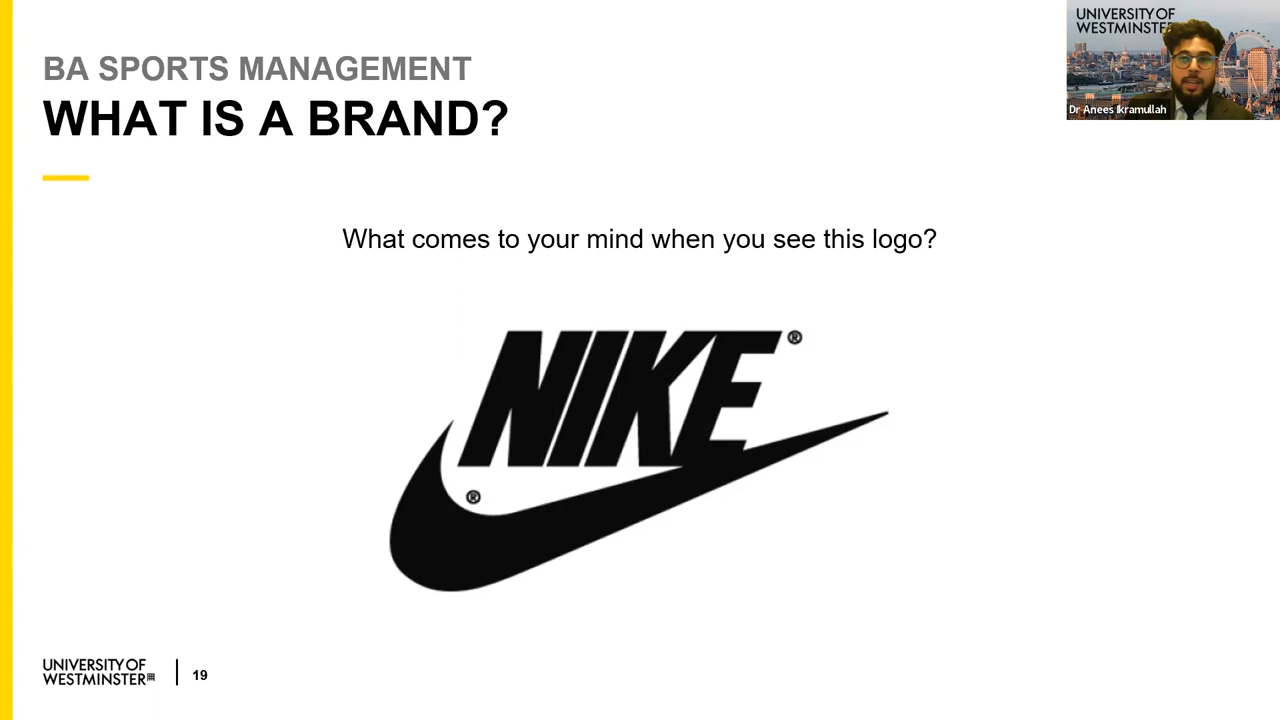 BA SPORTS MANAGEMENT
WHAT IS A BRAND?
UNIVERSITY OF
WESTMINSTER
Dr Anees Ikramullah
What comes to your mind when you see this logo?
NIKE®
®
UNIVERSITY OF
WESTMINSTER
19